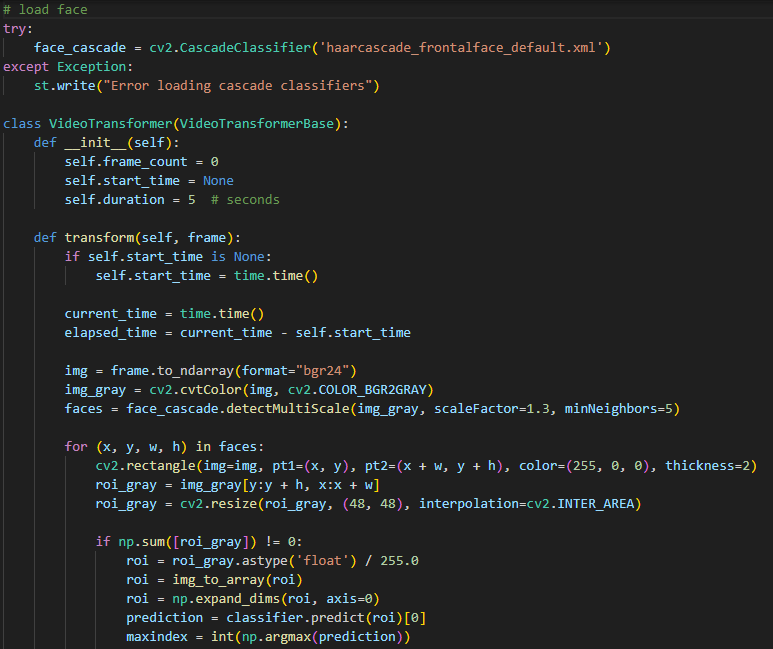 # load face
try:
    face_cascade = cv2.CascadeClassifier('haarcascade_frontalface_default.xml')
except Exception:
    st.write("Error loading cascade classifiers")

class VideoTransformer(VideoTransformerBase):
    def __init__(self):
        self.frame_count = 0
        self.start_time = None
        self.duration = 5  # seconds

    def transform(self, frame):
        if self.start_time is None:
            self.start_time = time.time()

        current_time = time.time()
        elapsed_time = current_time - self.start_time

        img = frame.to_ndarray(format="bgr24")
        img_gray = cv2.cvtColor(img, cv2.COLOR_BGR2GRAY)
        faces = face_cascade.detectMultiScale(img_gray, scaleFactor=1.3, minNeighbors=5)

        for (x, y, w, h) in faces:
            cv2.rectangle(img=img, pt1=(x, y), pt2=(x + w, y + h), color=(255, 0, 0), thickness=2)
            roi_gray = img_gray[y:y + h, x:x + w]
            roi_gray = cv2.resize(roi_gray, (48, 48), interpolation=cv2.INTER_AREA)

            if np.sum([roi_gray]) != 0:
                roi = roi_gray.astype('float') / 255.0
                roi = img_to_array(roi)
                roi = np.expand_dims(roi, axis=0)
                prediction = classifier.predict(roi)[0]
                maxindex = int(np.argmax(prediction))